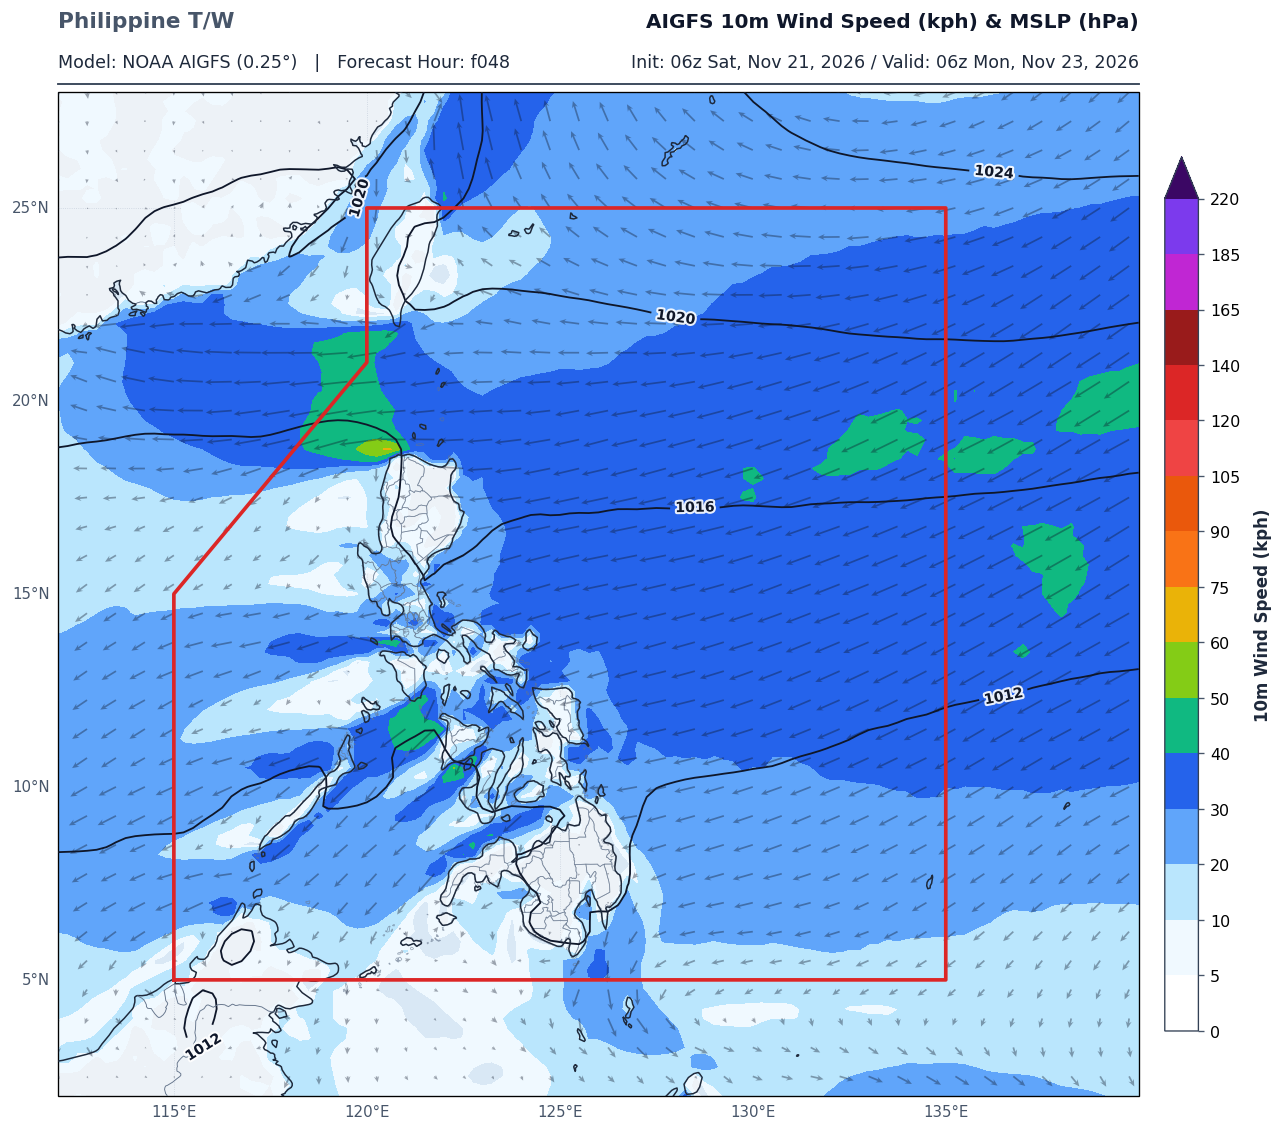 Philippine T/W
AIGFS 10m Wind Speed (kph) & MSLP (hPa)
Model: NOAA AIGFS (0.25°)   |   Forecast Hour: f048
Init: 06z Sat, Nov 21, 2026 / Valid: 06z Mon, Nov 23, 2026
1024
1020
1020
1016
1012
1012
25°N
20°N
15°N
10°N
5°N
115°E
120°E
125°E
130°E
135°E
220
185
165
140
120
105
90
75
60
50
40
30
20
10
5
0
10m Wind Speed (kph)